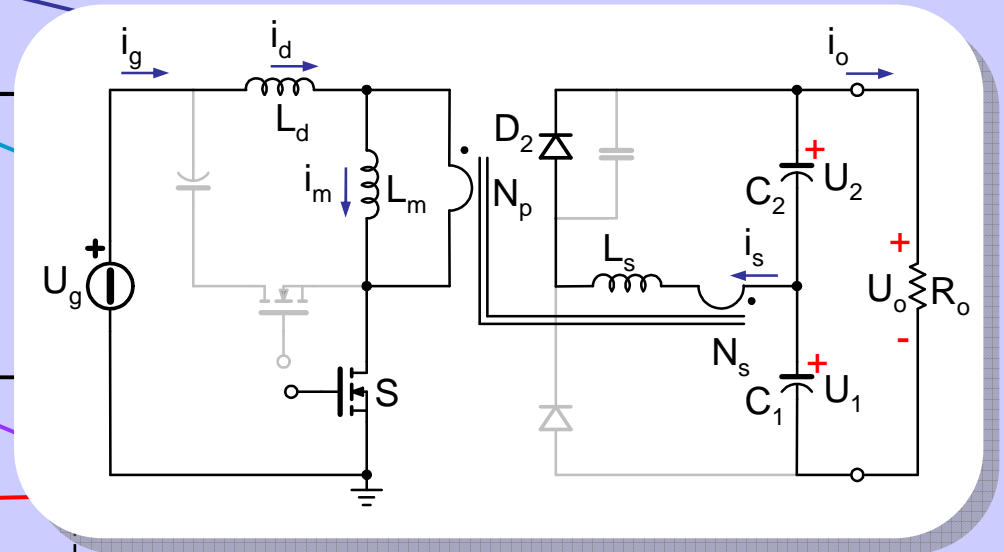 i_g
i_d
i_o
L_d
D_2
+
i_m
L_m
N_p
C_2
U_2
L_s
i_s
+
+
U_g
U_o
R_o
-
N_s
+
S
C_1
U_1